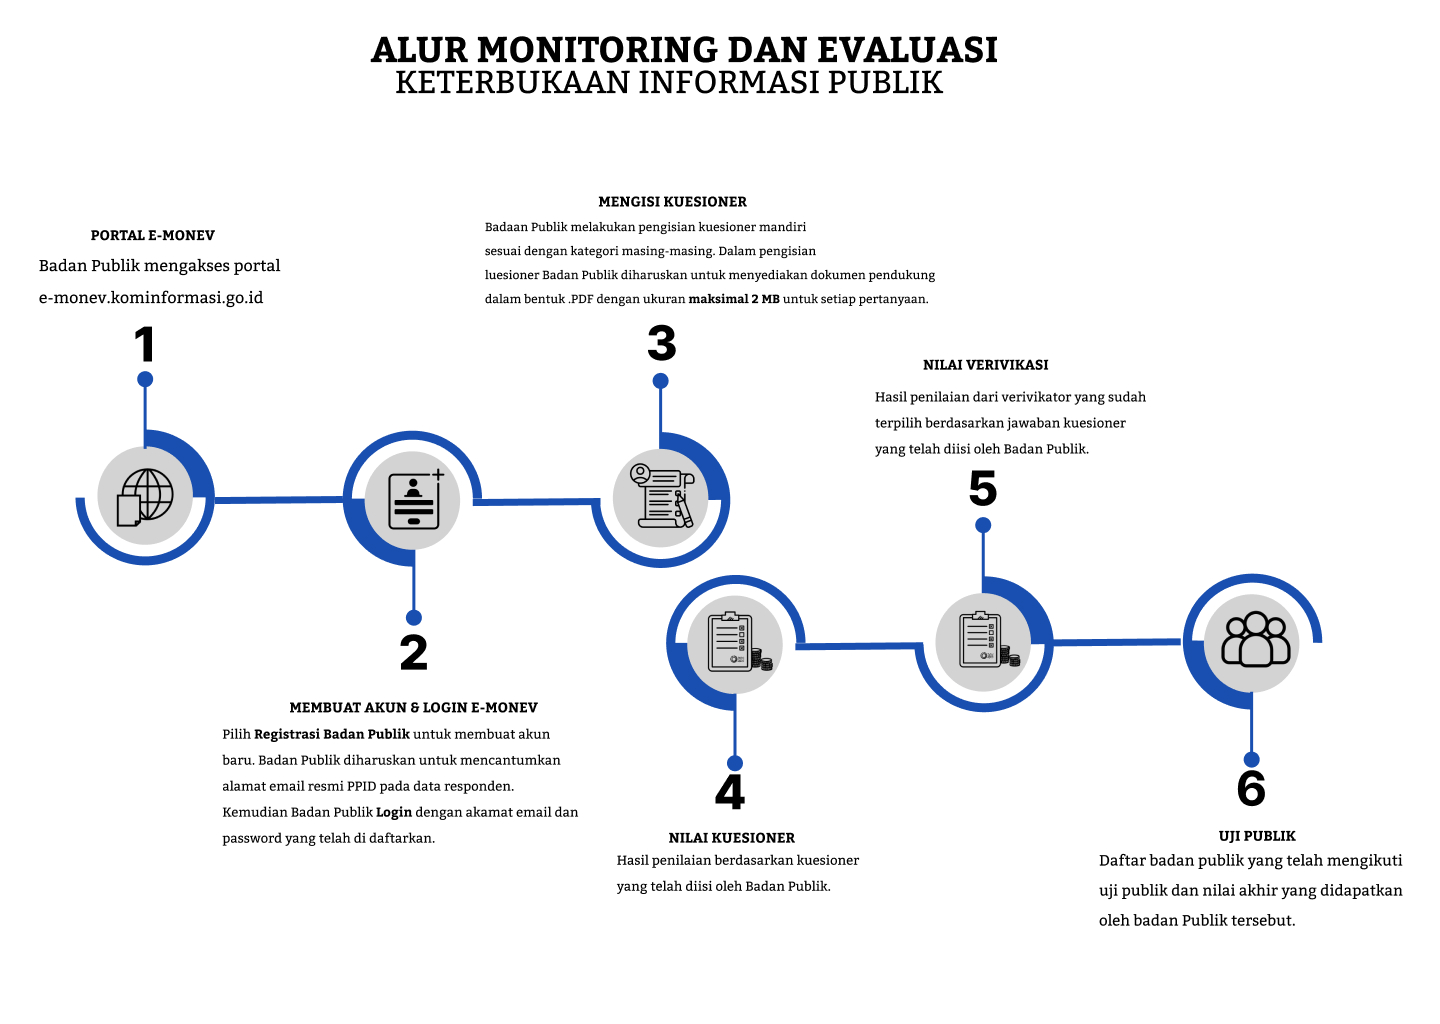 ALUR MONITORING DAN EVALUASI
KETERBUKAAN INFORMASI PUBLIK
PORTAL E-MONEV
Badan Publik mengakses portal
e-monev.kominformasi.go.id
1
MEMBUAT AKUN & LOGIN E-MONEV
Pilih Registrasi Badan Publik untuk membuat akun
baru. Badan Publik diharuskan untuk mencantumkan
alamat email resmi PPID pada data responden.
Kemudian Badan Publik Login dengan akamat email dan
password yang telah di daftarkan.
2
MENGISI KUESIONER
Badaan Publik melakukan pengisian kuesioner mandiri
sesuai dengan kategori masing-masing. Dalam pengisian
luesioner Badan Publik diharuskan untuk menyediakan dokumen pendukung
dalam bentuk .PDF dengan ukuran maksimal 2 MB untuk setiap pertanyaan.
3
4
NILAI KUESIONER
Hasil penilaian berdasarkan kuesioner
yang telah diisi oleh Badan Publik.
NILAI VERIVIKASI
Hasil penilaian dari verivikator yang sudah
terpilih berdasarkan jawaban kuesioner
yang telah diisi oleh Badan Publik.
5
6
UJI PUBLIK
Daftar badan publik yang telah mengikuti
uji publik dan nilai akhir yang didapatkan
oleh badan Publik tersebut.